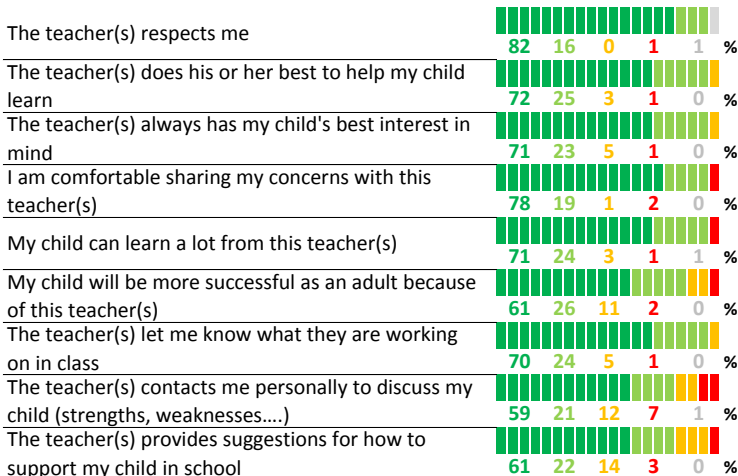 The teacher(s) respects me
82 16 0 1 1 %
The teacher(s) does his or her best to help my child
learn
72 25 3 1 0 %
The teacher(s) always has my child's best interest in
mind
71 23 5 1 0 %
I am comfortable sharing my concerns with this
teacher(s)
78 19 1 2 0 %
My child can learn a lot from this teacher(s)
71 24 3 1 1 %
My child will be more successful as an adult because
of this teacher(s)
61 26 11 2 0 %
The teacher(s) let me know what they are working
on in class
70 24 5 1 0 %
The teacher(s) contacts me personally to discuss my
child (strengths, weaknesses....)
59 21 12 7 1 %
The teacher(s) provides suggestions for how to
support my child in school
61 22 14 3 0 %